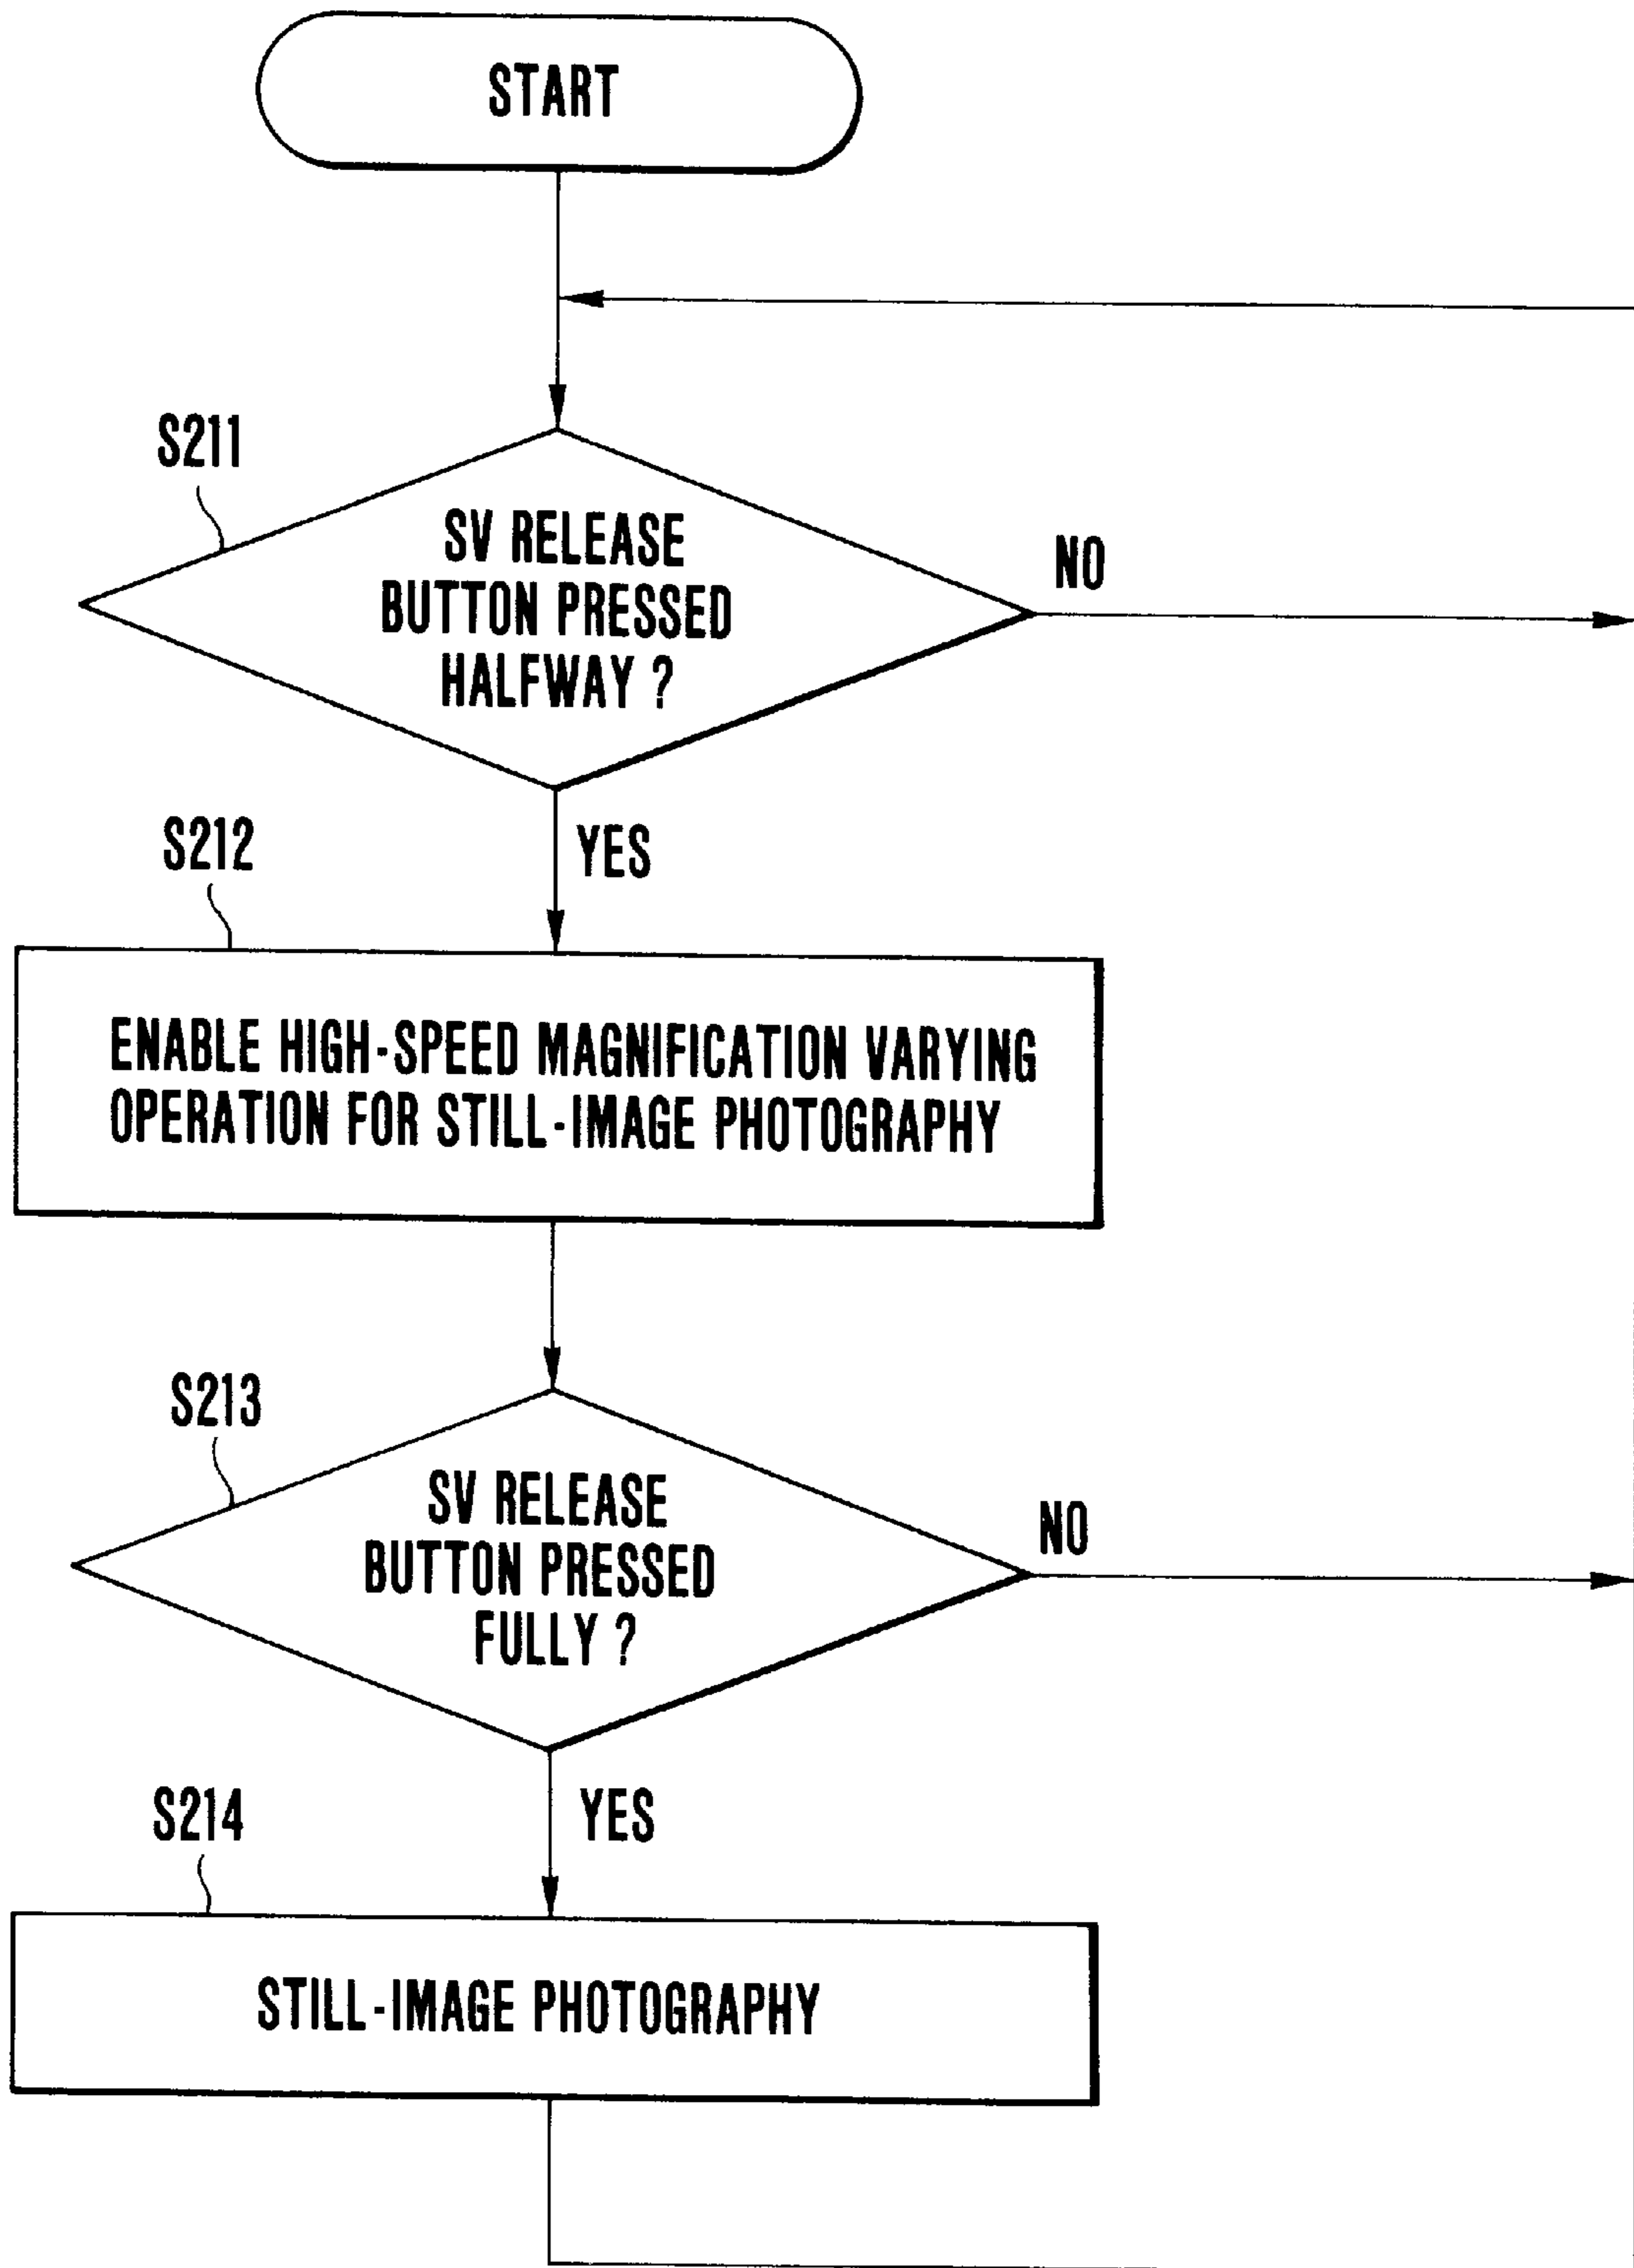 START
S211
SV RELEASE
BUTTON PRESSED
HALFWAY ?
NO
YES
S212
ENABLE HIGH-SPEED MAGNIFICATION VARYING
OPERATION FOR STILL-IMAGE PHOTOGRAPHY
S213
SV RELEASE
BUTTON PRESSED
FULLY ?
NO
YES
S214
STILL-IMAGE PHOTOGRAPHY